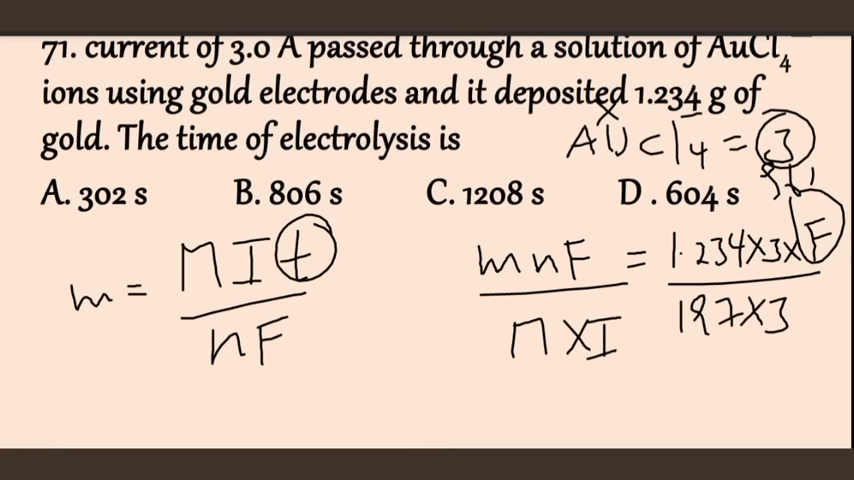 71. current of 3.0 A passed through a solution of AuCl4
ions using gold electrodes and it deposited 1.234 g of
gold. The time of electrolysis is
x
AUCl4 = 3
A. 302 s B. 806 s C. 1208 s D . 604 s
m = MIt / nF
mnF / M×I = 1.234×3×F / 197×3